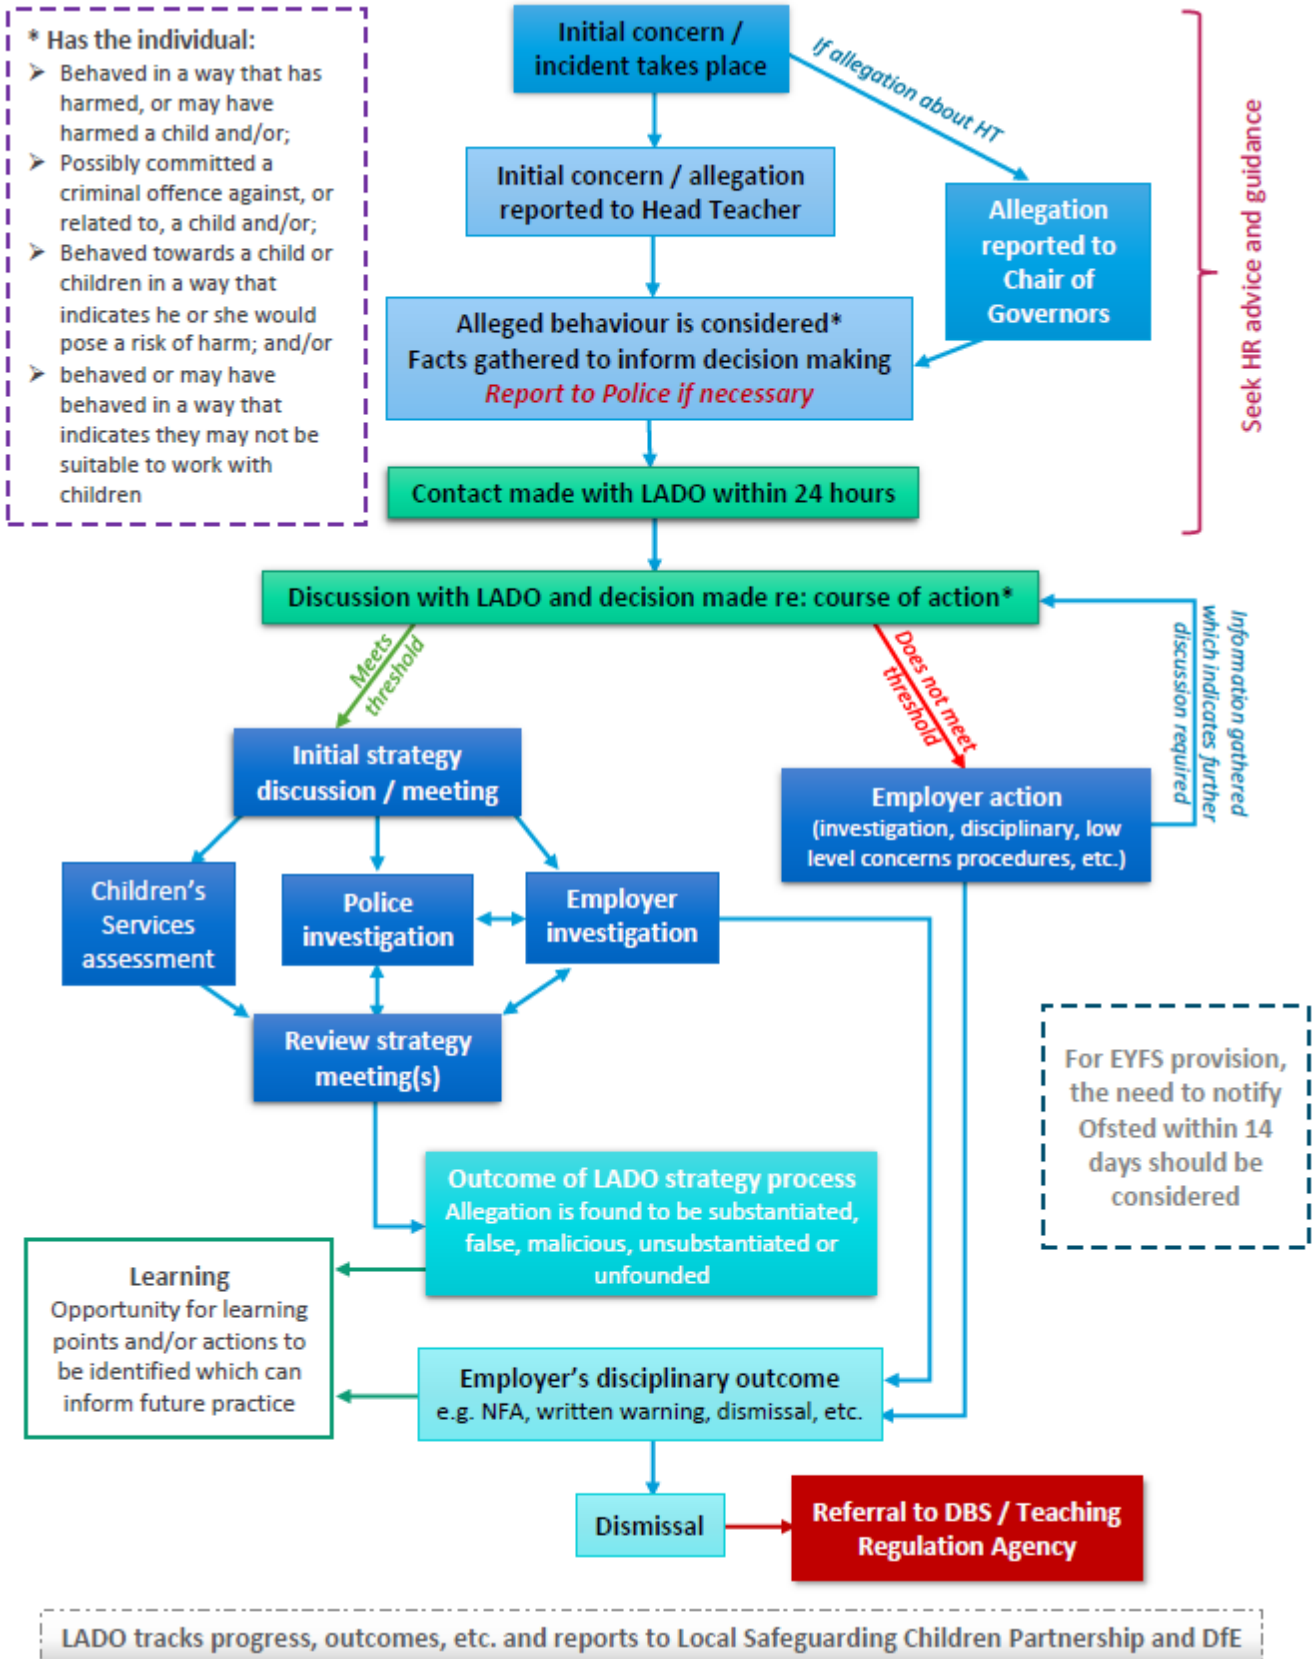 * Has the individual:
➢ Behaved in a way that has
harmed, or may have
harmed a child and/or;
➢ Possibly committed a
criminal offence against, or
related to, a child and/or;
➢ Behaved towards a child or
children in a way that
indicates he or she would
pose a risk of harm; and/or
➢ behaved or may have
behaved in a way that
indicates they may not be
suitable to work with
children
Initial concern /
incident takes place
If allegation about HT
Initial concern / allegation
reported to Head Teacher
Allegation
reported to
Chair of
Governors
Seek HR advice and guidance
Alleged behaviour is considered*
Facts gathered to inform decision making
Report to Police if necessary
Contact made with LADO within 24 hours
Discussion with LADO and decision made re: course of action*
Meets
threshold
Does not meet
threshold
Information gathered
which indicates further
discussion required
Initial strategy
discussion / meeting
Employer action
(investigation, disciplinary, low
level concerns procedures, etc.)
Children's
Services
assessment
Police
investigation
Employer
investigation
Review strategy
meeting(s)
For EYFS provision,
the need to notify
Ofsted within 14
days should be
considered
Outcome of LADO strategy process
Allegation is found to be substantiated,
false, malicious, unsubstantiated or
unfounded
Learning
Opportunity for learning
points and/or actions to
be identified which can
inform future practice
Employer's disciplinary outcome
e.g. NFA, written warning, dismissal, etc.
Dismissal
Referral to DBS / Teaching
Regulation Agency
LADO tracks progress, outcomes, etc. and reports to Local Safeguarding Children Partnership and DfE